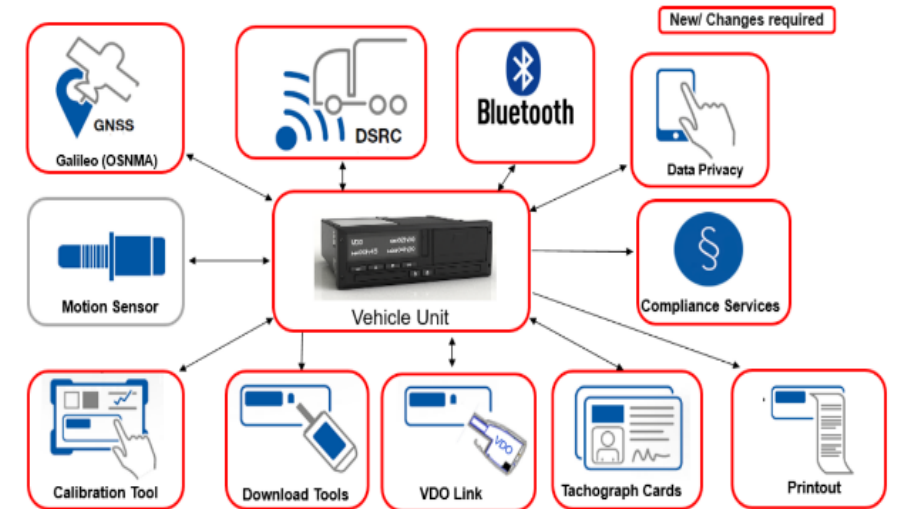 New/ Changes required
GNSS
Galileo (OSNMA)
DSRC
Bluetooth
Data Privacy
VDO
Vehicle Unit
Motion Sensor
§
Compliance Services
Calibration Tool
Download Tools
VDO
VDO Link
Tachograph Cards
Printout